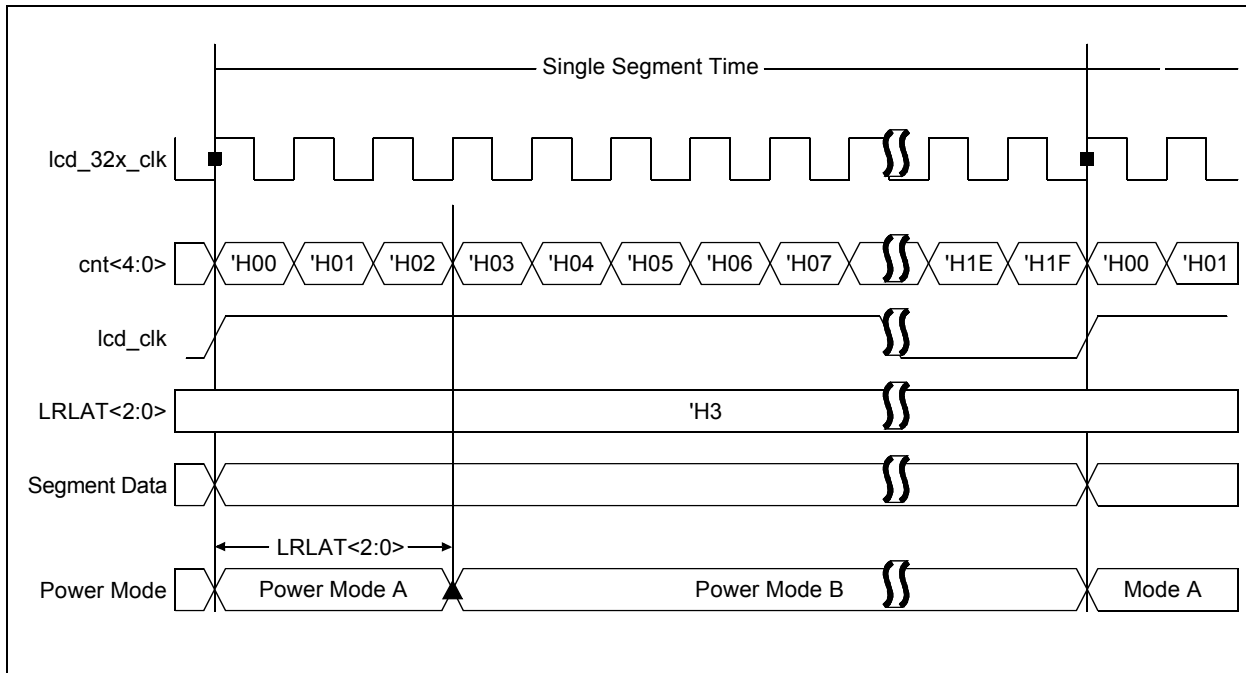 Single Segment Time
lcd_32x_clk
cnt<4:0> 'H00 'H01 'H02 'H03 'H04 'H05 'H06 'H07 'H1E 'H1F 'H00 'H01
lcd_clk
LRLAT<2:0> 'H3
Segment Data
LRLAT<2:0>
Power Mode Power Mode A Power Mode B Mode A